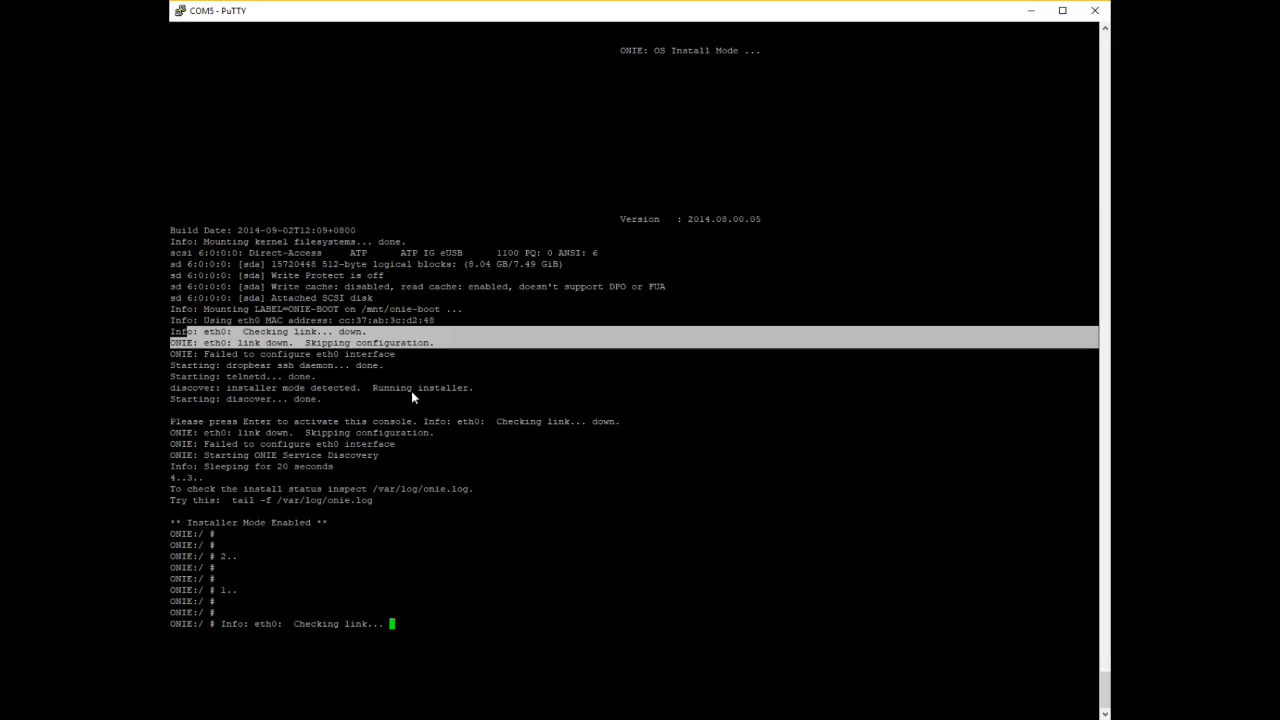 COM5 - PuTTY
ONIE: OS Install Mode ...
Version   : 2014.08.00.05
Build Date: 2014-09-02T12:09+0800
Info: Mounting kernel filesystems... done.
scsi 6:0:0:0: Direct-Access     ATP      ATP IG eUSB      1100 PQ: 0 ANSI: 6
sd 6:0:0:0: [sda] 15720448 512-byte logical blocks: (8.04 GB/7.49 GiB)
sd 6:0:0:0: [sda] Write Protect is off
sd 6:0:0:0: [sda] Write cache: disabled, read cache: enabled, doesn't support DPO or FUA
sd 6:0:0:0: [sda] Attached SCSI disk
Info: Mounting LABEL=ONIE-BOOT on /mnt/onie-boot ...
Info: Using eth0 MAC address: cc:37:ab:3c:d2:48
Info: eth0:  Checking link... down.
ONIE: eth0: link down.  Skipping configuration.
ONIE: Failed to configure eth0 interface
Starting: dropbear ssh daemon... done.
Starting: telnetd... done.
discover: installer mode detected.  Running installer.
Starting: discover... done.
Please press Enter to activate this console. Info: eth0:  Checking link... down.
ONIE: eth0: link down.  Skipping configuration.
ONIE: Failed to configure eth0 interface
ONIE: Starting ONIE Service Discovery
Info: Sleeping for 20 seconds
4..3..
To check the install status inspect /var/log/onie.log.
Try this:  tail -f /var/log/onie.log
** Installer Mode Enabled **
ONIE:/ #
ONIE:/ #
ONIE:/ # 2..
ONIE:/ #
ONIE:/ #
ONIE:/ # 1..
ONIE:/ #
ONIE:/ #
ONIE:/ # Info: eth0:  Checking link...